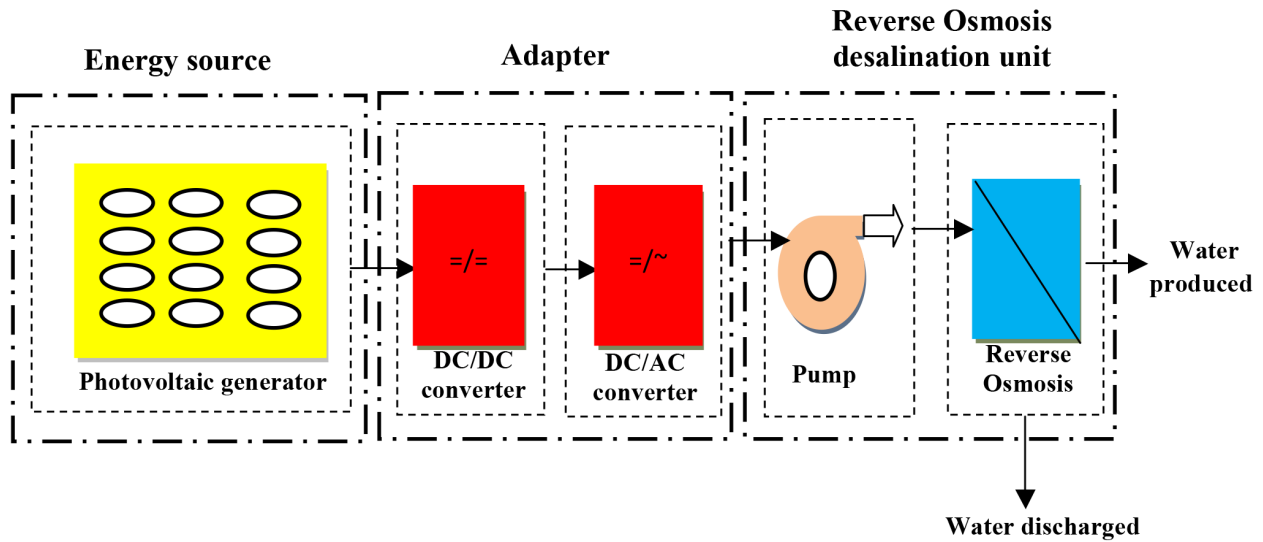 Energy source
Adapter
Reverse Osmosis
desalination unit
=/=
=/~
Photovoltaic generator
DC/DC
converter
DC/AC
converter
Pump
Reverse
Osmosis
Water
produced
Water discharged